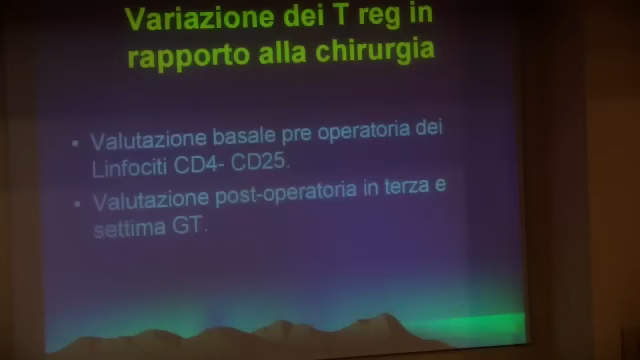 Variazione dei T reg in
rapporto alla chirurgia
• Valutazione basale pre operatoria dei
Linfociti CD4- CD25.
• Valutazione post-operatoria in terza e
settima GT.